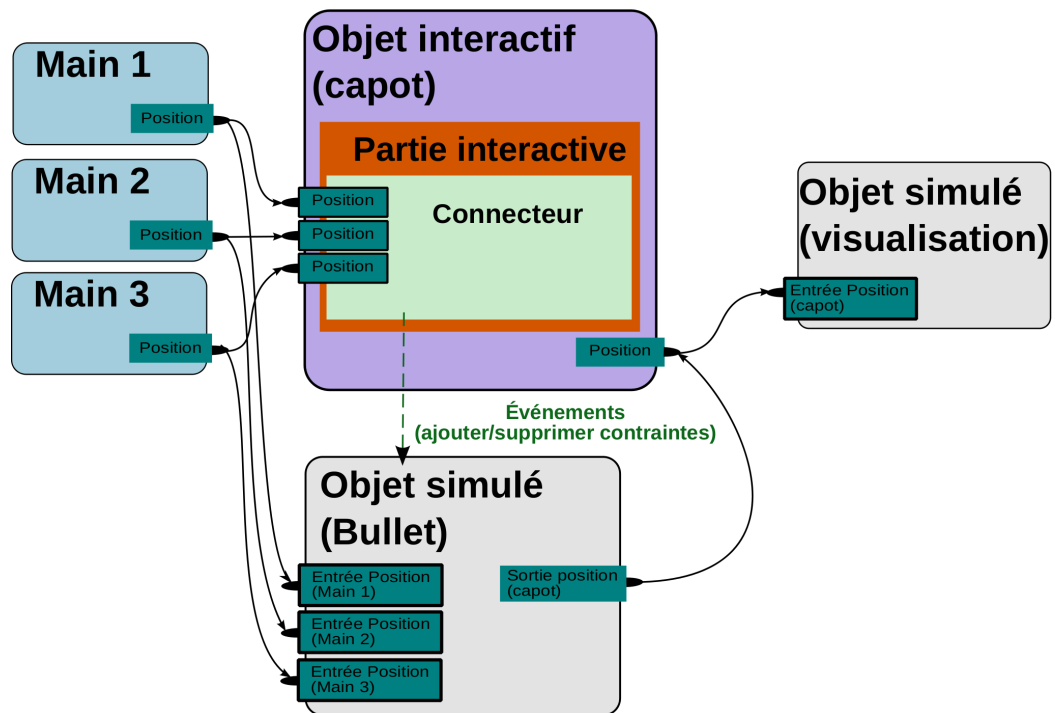 Main 1
Position
Main 2
Position
Main 3
Position
Objet interactif
(capot)
Partie interactive
Connecteur
Position
Position
Position
Position
Objet simulé
(visualisation)
Entrée Position
(capot)
Événements
(ajouter/supprimer contraintes)
Objet simulé
(Bullet)
Entrée Position
(Main 1)
Entrée Position
(Main 2)
Entrée Position
(Main 3)
Sortie position
(capot)